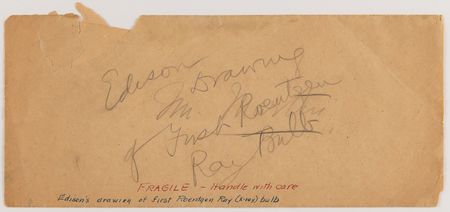 Edison Drawing
of First Roentgen
Ray Bulb
FRAGILE - Handle with care
Edison's drawing of first Roentgen Ray (x-ray) bulb